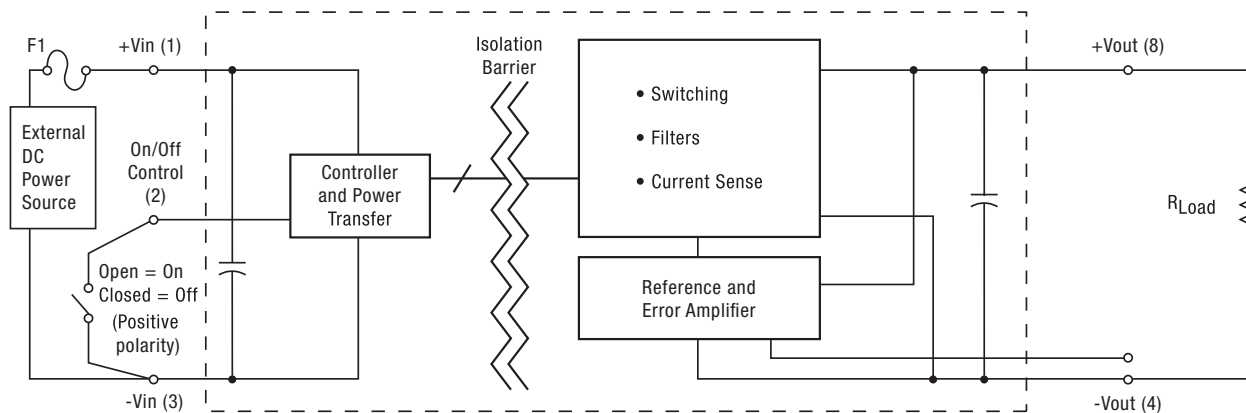 F1
+Vin (1)
Isolation
Barrier
+Vout (8)
• Switching
• Filters
• Current Sense
External
DC
Power
Source
On/Off
Control
(2)
Controller
and Power
Transfer
RLoad
Open = On
Closed = Off
(Positive
polarity)
Reference and
Error Amplifier
-Vin (3)
-Vout (4)